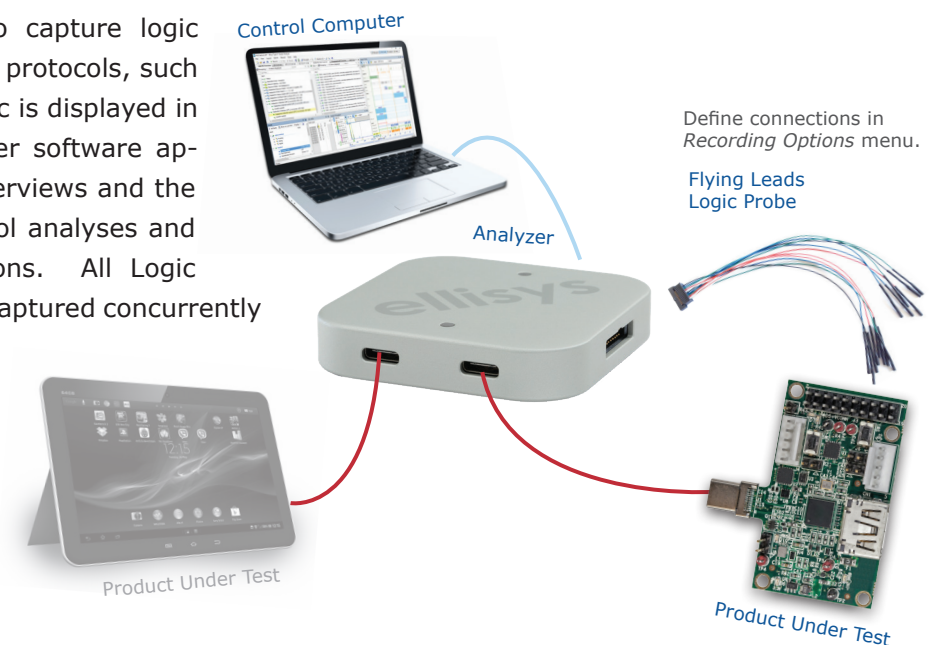 o capture logic
protocols, such
c is displayed in
er software ap-
erviews and the
ol analyses and
ons. All Logic
aptured concurrently
Control Computer
Define connections in
Recording Options menu.
Flying Leads
Logic Probe
Analyzer
ellisys
12:15
Product Under Test
Product Under Test